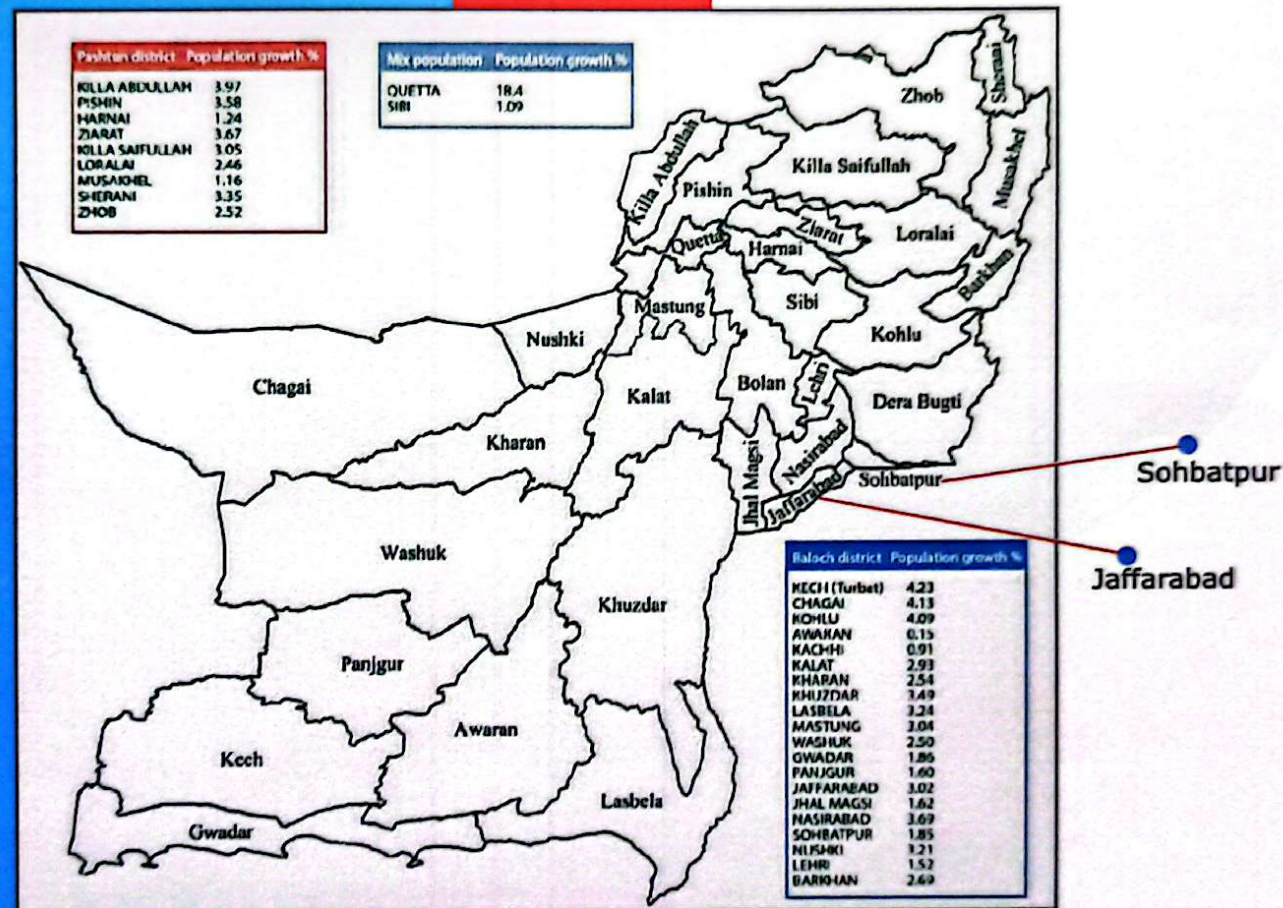 Pashtun district Population growth %
KILLA ABDULLAH 3.97
PISHIN 3.58
HARNAI 1.24
ZIARAT 3.67
KILLA SAIFULLAH 3.05
LORALAI 2.46
MUSAKHEL 1.16
SHERANI 3.35
ZHOB 2.52
Mix population Population growth %
QUETTA 18.4
SIBI 1.09
Zhob
Sherani
Killa Abdullah
Killa Saifullah
Musakhel
Pishin
Ziarat
Loralai
Quetta
Harnai
Barkhan
Mastung
Sibi
Nushki
Kohlu
Chagai
Kalat
Bolan
Lehri
Dera Bugti
Kharan
Nasirabad
Jhal Magsi
Jaffarabad
Sohbatpur
Sohbatpur
Jaffarabad
Washuk
Khuzdar
Panjgur
Awaran
Kech
Lasbela
Gwadar
Baloch district Population growth %
KECH (Turbat) 4.23
CHAGAI 4.13
KOHLU 4.09
AWARAN 0.15
KACHHI 0.91
KALAT 2.93
KHARAN 2.54
KHUZDAR 3.49
LASBELA 3.24
MASTUNG 3.04
WASHUK 2.50
GWADAR 1.86
PANJGUR 1.60
JAFFARABAD 3.02
JHAL MAGSI 1.62
NASIRABAD 3.69
SOHBATPUR 1.85
NUSHKI 3.21
LEHRI 1.52
BARKHAN 2.69